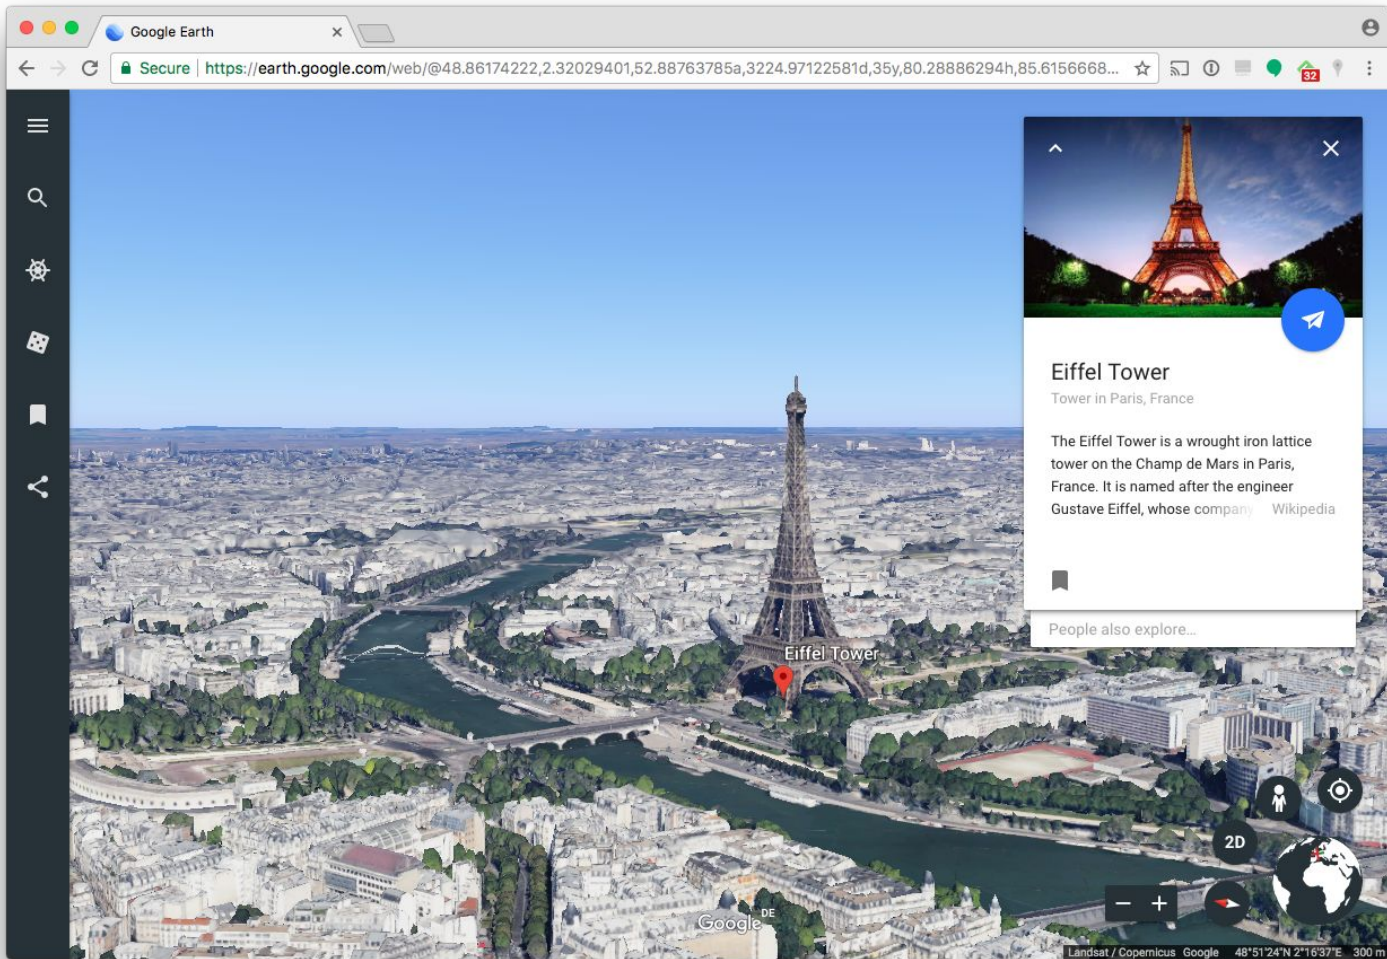 Google Earth
Secure https://earth.google.com/web/@48.86174222,2.32029401,52.88763785a,3224.97122581d,35y,80.28886294h,85.6156668...
32
Eiffel Tower
Tower in Paris, France
The Eiffel Tower is a wrought iron lattice
tower on the Champ de Mars in Paris,
France. It is named after the engineer
Gustave Eiffel, whose company Wikipedia
People also explore...
Eiffel Tower
2D
Google DE
Landsat / Copernicus Google 48°51'24"N 2°16'37"E 300 m